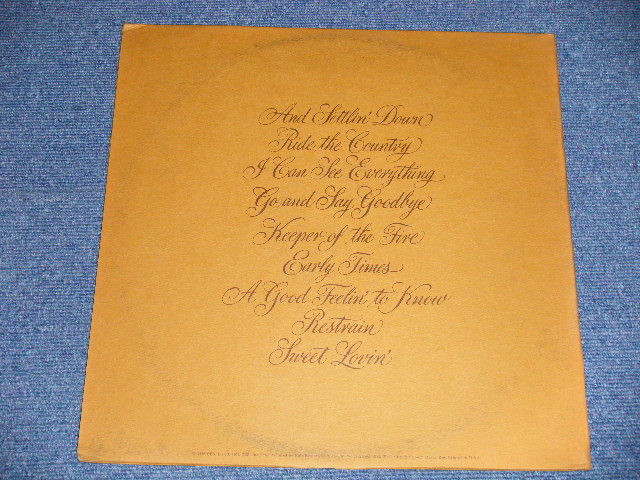 And Settlin' Down
Ride the Country
I Can See Everything
Go and Say Goodbye
Keeper of the Fire
Early Times
A Good Feelin' to Know
Restrain
Sweet Lovin'